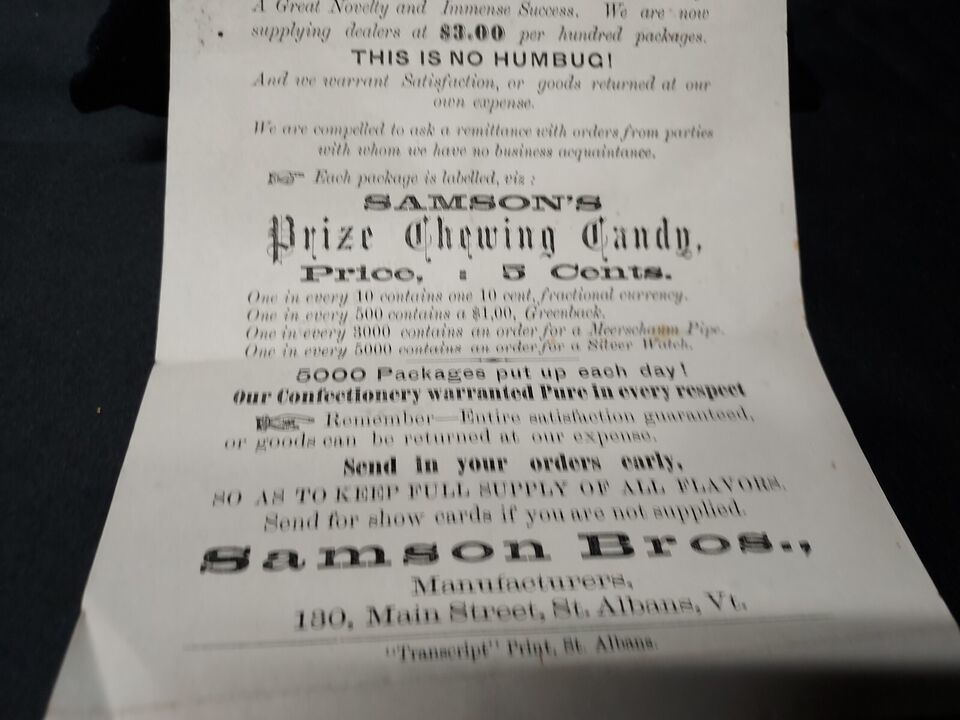 A Great Novelty and Immense Success. We are now
supplying dealers at $3.00 per hundred packages.
THIS IS NO HUMBUG!
And we warrant Satisfaction, or goods returned at our
own expense.
We are compelled to ask a remittance with orders from parties
with whom we have no business acquaintance.
Each package is labelled, viz:
SAMSON'S
Prize Chewing Candy,
Price, : 5 Cents.
One in every 10 contains one 10 cent, fractional currency.
One in every 500 contains a $1,00, Greenback.
One in every 3000 contains an order for a Meerschaum Pipe.
One in every 5000 contains an order for a Silver Watch.
5000 Packages put up each day!
Our Confectionery warranted Pure in every respect
Remember—Entire satisfaction guaranteed,
or goods can be returned at our expense.
Send in your orders early,
SO AS TO KEEP FULL SUPPLY OF ALL FLAVORS.
Send for show cards if you are not supplied.
Samson Bros.,
Manufacturers,
130, Main Street, St. Albans, Vt.
"Transcript" Print, St. Albans.